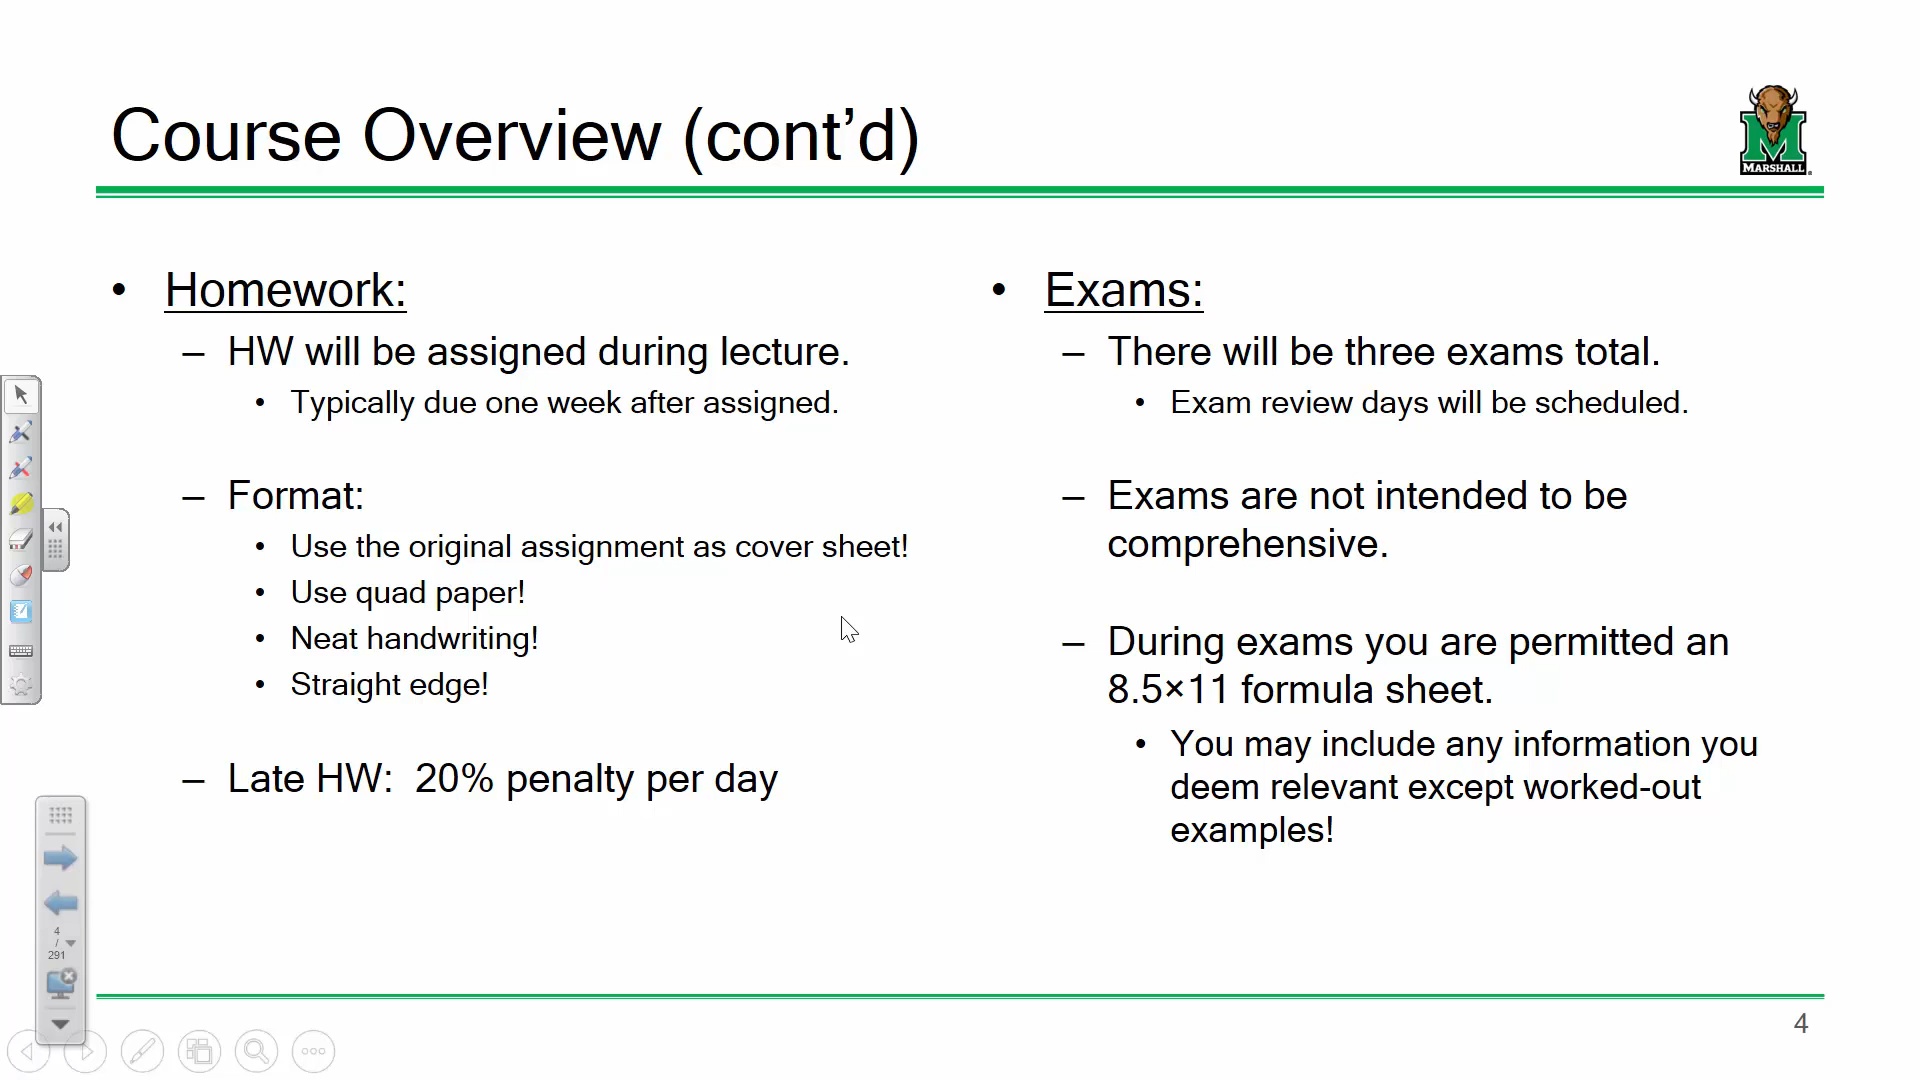 Course Overview (cont’d)
MARSHALL
• Homework:
– HW will be assigned during lecture.
• Typically due one week after assigned.
– Format:
• Use the original assignment as cover sheet!
• Use quad paper!
• Neat handwriting!
• Straight edge!
– Late HW:  20% penalty per day
• Exams:
– There will be three exams total.
• Exam review days will be scheduled.
– Exams are not intended to be
comprehensive.
– During exams you are permitted an
8.5×11 formula sheet.
• You may include any information you
deem relevant except worked-out
examples!
4
/
291
4